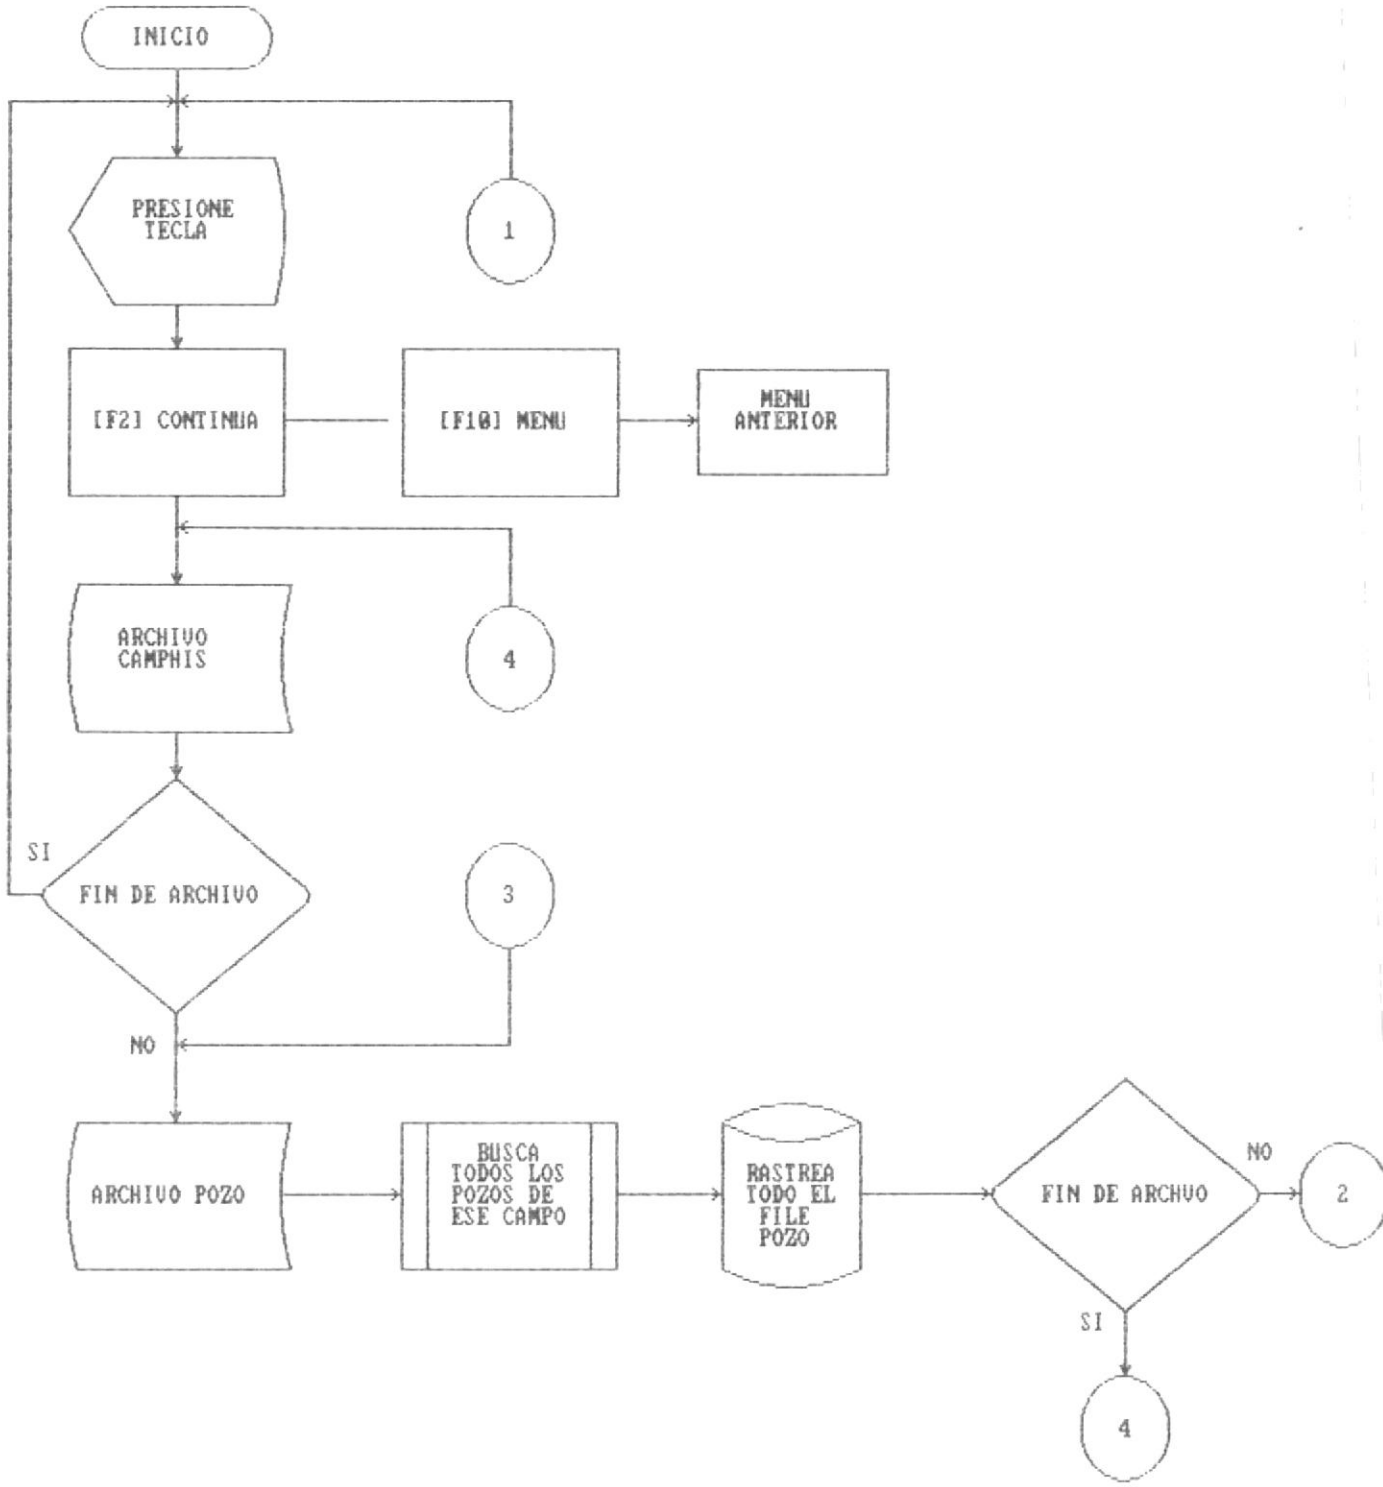 INICIO
PRESIONE
TECLA
1
[F2] CONTINUA
[F10] MENU
MENU
ANTERIOR
ARCHIVO
CAMPHIS
4
SI
FIN DE ARCHIVO
3
NO
ARCHIVO POZO
BUSCA
TODOS LOS
POZOS DE
ESE CAMPO
RASTREA
TODO EL
FILE
POZO
FIN DE ARCHVO
NO
2
SI
4